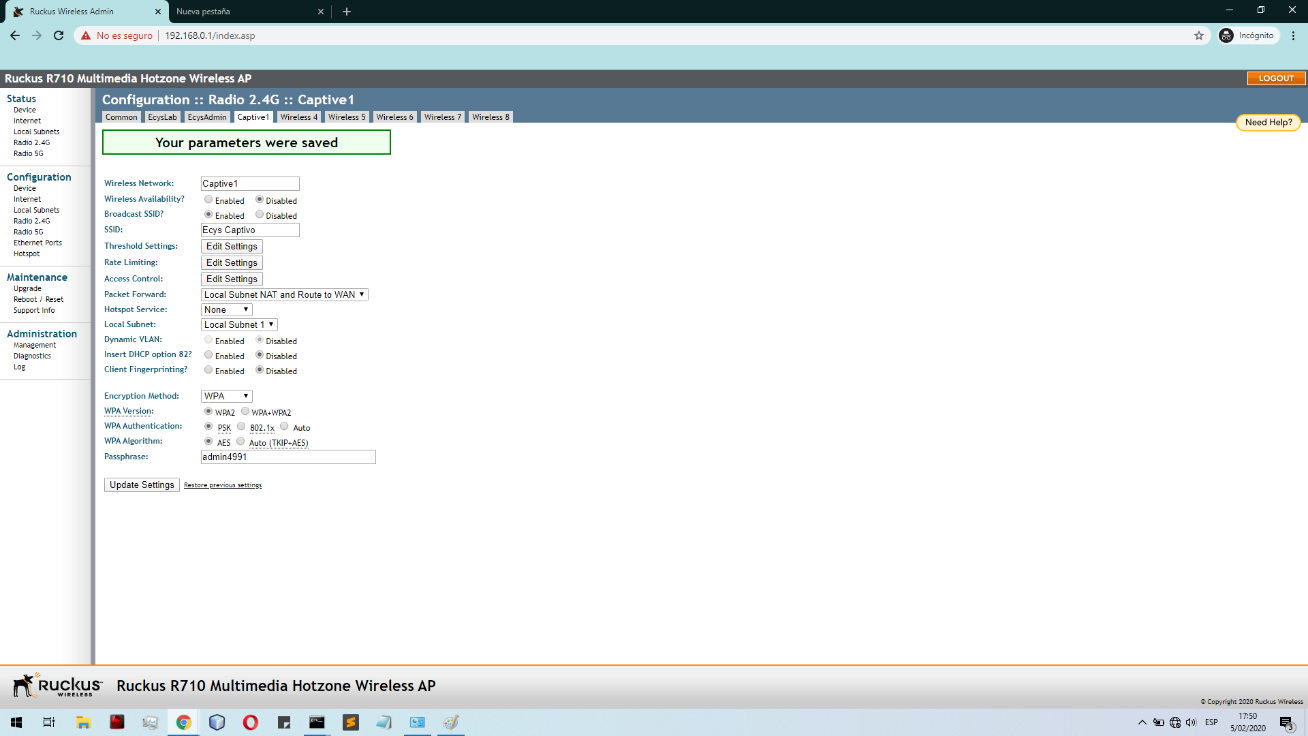 Ruckus Wireless Admin
Nueva pestaña
No es seguro
192.168.0.1/index.asp
Incógnito
Ruckus R710 Multimedia Hotzone Wireless AP
LOGOUT
Status
Device
Internet
Local Subnets
Radio 2.4G
Radio 5G
Configuration
Device
Internet
Local Subnets
Radio 2.4G
Radio 5G
Ethernet Ports
Hotspot
Maintenance
Upgrade
Reboot / Reset
Support Info
Administration
Management
Diagnostics
Log
Configuration :: Radio 2.4G :: Captive1
Common EcysLab EcysAdmin Captive1 Wireless 4 Wireless 5 Wireless 6 Wireless 7 Wireless 8
Need Help?
Your parameters were saved
Wireless Network: Captive1
Wireless Availability? Enabled Disabled
Broadcast SSID? Enabled Disabled
SSID: Ecys Captivo
Threshold Settings: Edit Settings
Rate Limiting: Edit Settings
Access Control: Edit Settings
Packet Forward: Local Subnet NAT and Route to WAN
Hotspot Service: None
Local Subnet: Local Subnet 1
Dynamic VLAN: Enabled Disabled
Insert DHCP option 82? Enabled Disabled
Client Fingerprinting? Enabled Disabled
Encryption Method: WPA
WPA Version: WPA2 WPA+WPA2
WPA Authentication: PSK 802.1x Auto
WPA Algorithm: AES Auto (TKIP+AES)
Passphrase: admin4991
Update Settings Restore previous settings
RUCKUS WIRELESS
Ruckus R710 Multimedia Hotzone Wireless AP
© Copyright 2020 Ruckus Wireless
ESP
17:50
5/02/2020
3